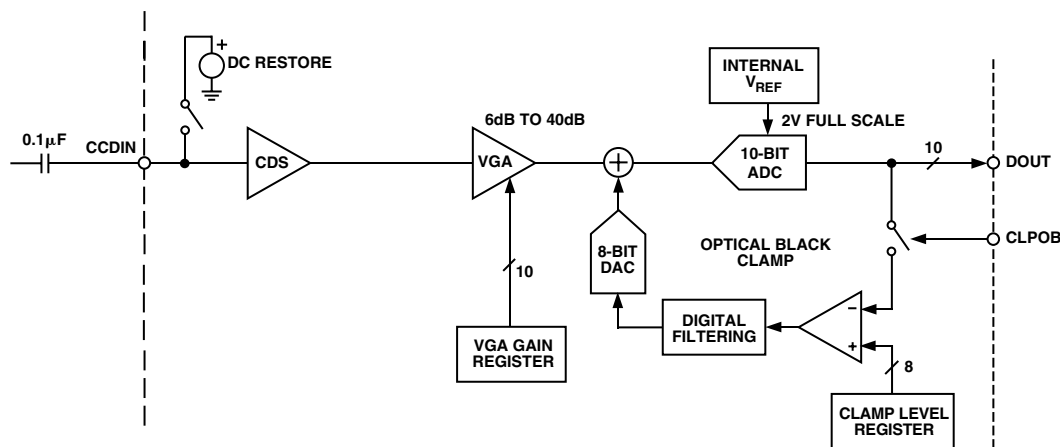 +
DC RESTORE
INTERNAL
VREF
6dB TO 40dB
2V FULL SCALE
0.1μF
CCDIN
CDS
VGA
+
10-BIT
ADC
10
DOUT
8-BIT
DAC
OPTICAL BLACK
CLAMP
CLPOB
10
–
+
DIGITAL
FILTERING
VGA GAIN
REGISTER
8
CLAMP LEVEL
REGISTER